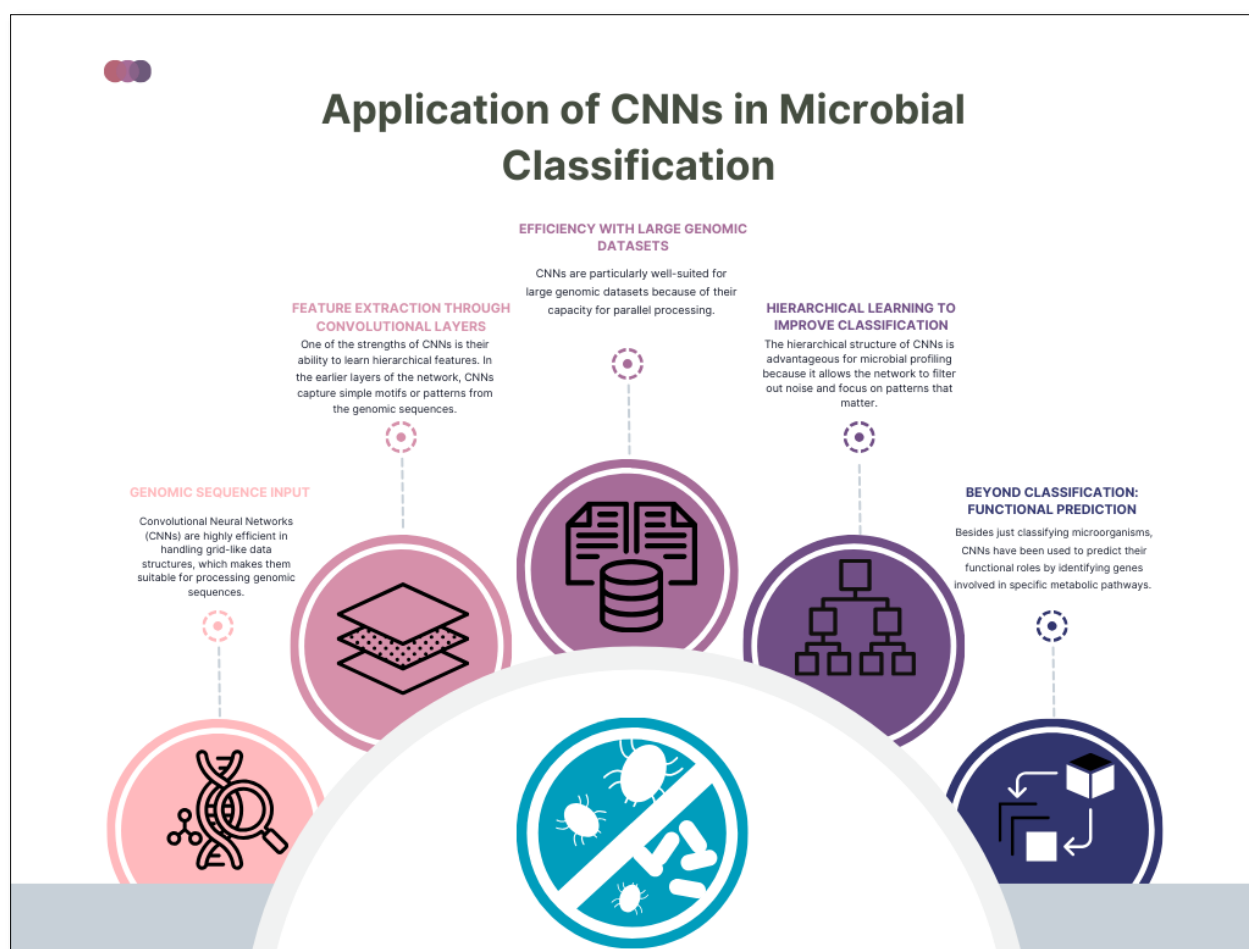 Application of CNNs in Microbial
Classification
EFFICIENCY WITH LARGE GENOMIC
DATASETS
CNNs are particularly well-suited for
large genomic datasets because of their
capacity for parallel processing.
FEATURE EXTRACTION THROUGH
CONVOLUTIONAL LAYERS
One of the strengths of CNNs is their
ability to learn hierarchical features. In
the earlier layers of the network, CNNs
capture simple motifs or patterns from
the genomic sequences.
HIERARCHICAL LEARNING TO
IMPROVE CLASSIFICATION
The hierarchical structure of CNNs is
advantageous for microbial profiling
because it allows the network to filter
out noise and focus on patterns that
matter.
GENOMIC SEQUENCE INPUT
Convolutional Neural Networks
(CNNs) are highly efficient in
handling grid-like data
structures, which makes them
suitable for processing genomic
sequences.
BEYOND CLASSIFICATION:
FUNCTIONAL PREDICTION
Besides just classifying microorganisms,
CNNs have been used to predict their
functional roles by identifying genes
involved in specific metabolic pathways.